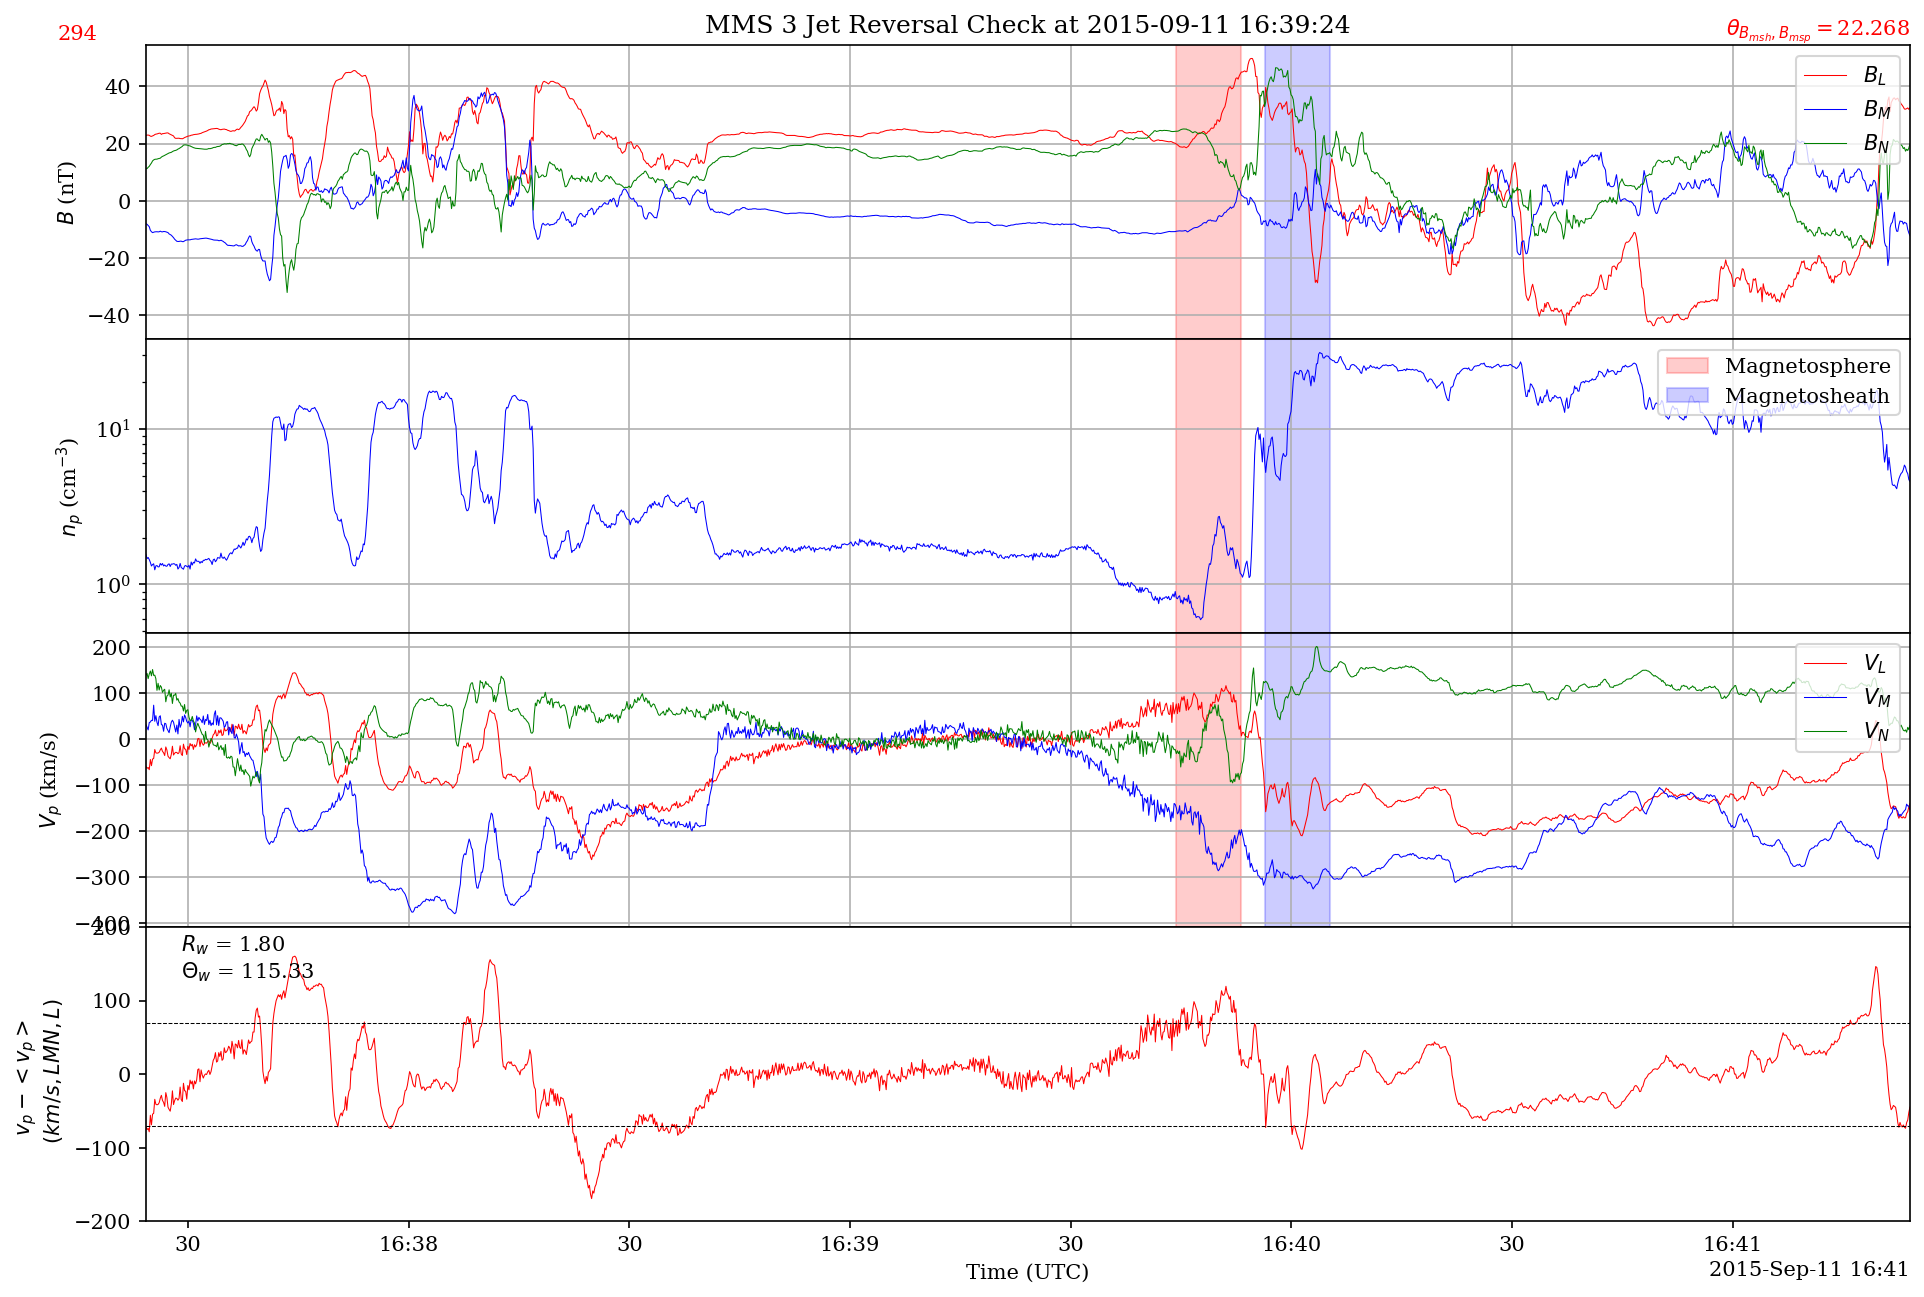 MMS 3 Jet Reversal Check at 2015-09-11 16:39:24
294
θ_{B_{msh}, B_{msp}} = 22.268
40
20
0
−20
−40
B (nT)
B_L
B_M
B_N
10^1
10^0
n_p (cm^{−3})
Magnetosphere
Magnetosheath
200
100
0
−100
−200
−300
−400
V_p (km/s)
V_L
V_M
V_N
200
100
0
−100
−200
v_p − < v_p >
(km/s, LMN, L)
R_w = 1.80
Θ_w = 115.33
30 16:38 30 16:39 30 16:40 30 16:41
Time (UTC)
2015-Sep-11 16:41